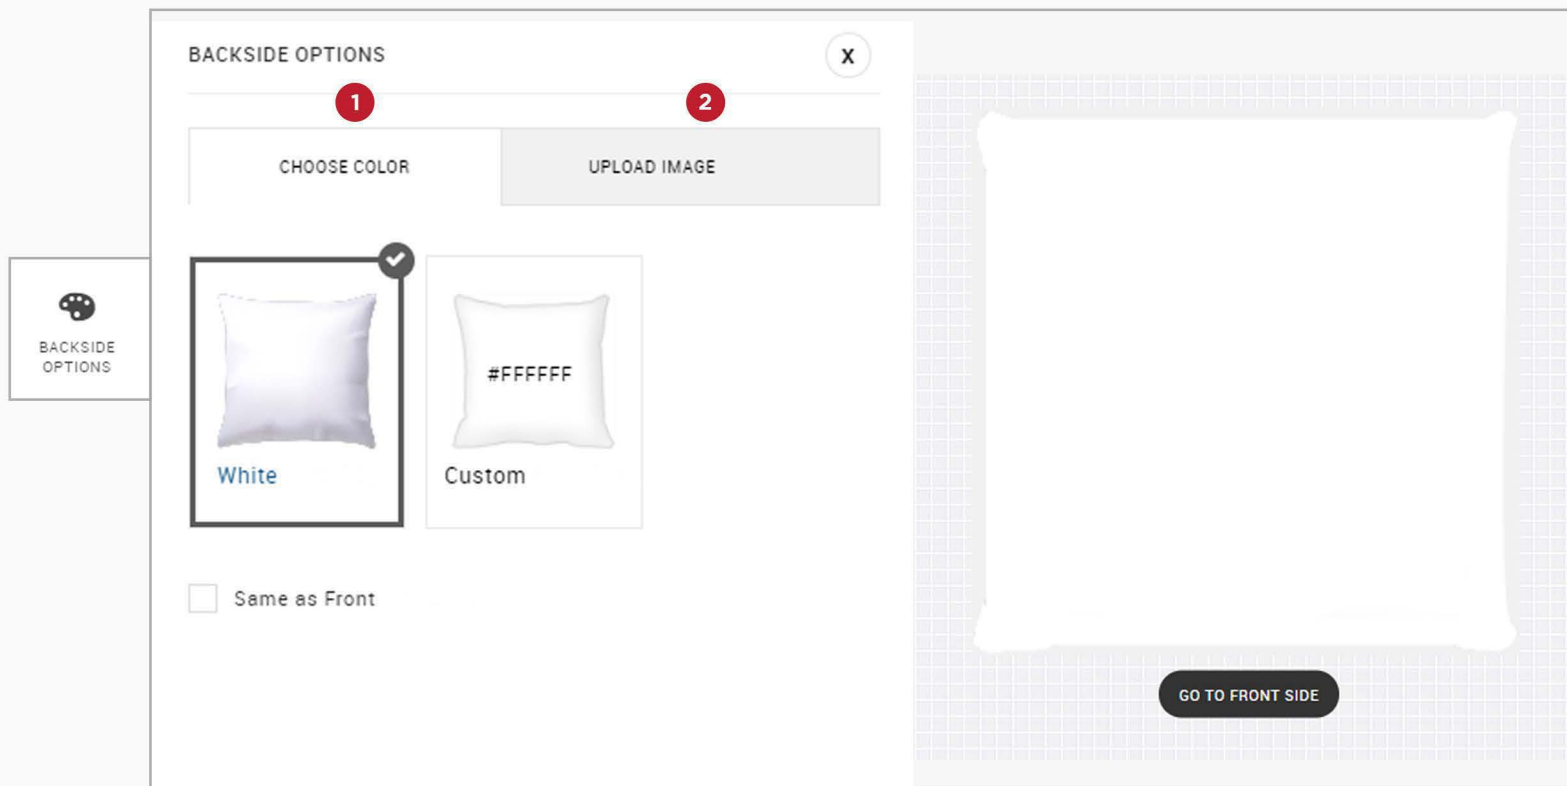 BACKSIDE OPTIONS
X
1
2
CHOOSE COLOR
UPLOAD IMAGE
BACKSIDE
OPTIONS
#FFFFFF
White
Custom
Same as Front
GO TO FRONT SIDE